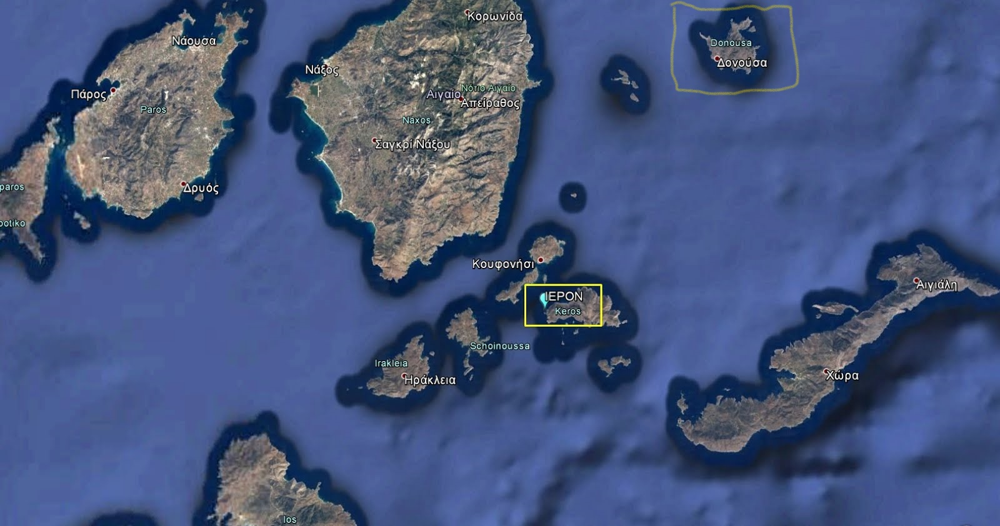 Κορωνίδα
Νάουσα
Donousa
Δονούσα
Νάξος
Πάρος
Νότιο Αιγαίο
Αιγαίο
Απείραθος
Paros
Naxos
Σαγκρί Νάξου
paros
Δρυός
potiko
Κουφονήσι
Αιγιάλη
ΙΕΡΟΝ
Keros
Schoinoussa
Irakleia
Ηράκλεια
Χώρα
Ios